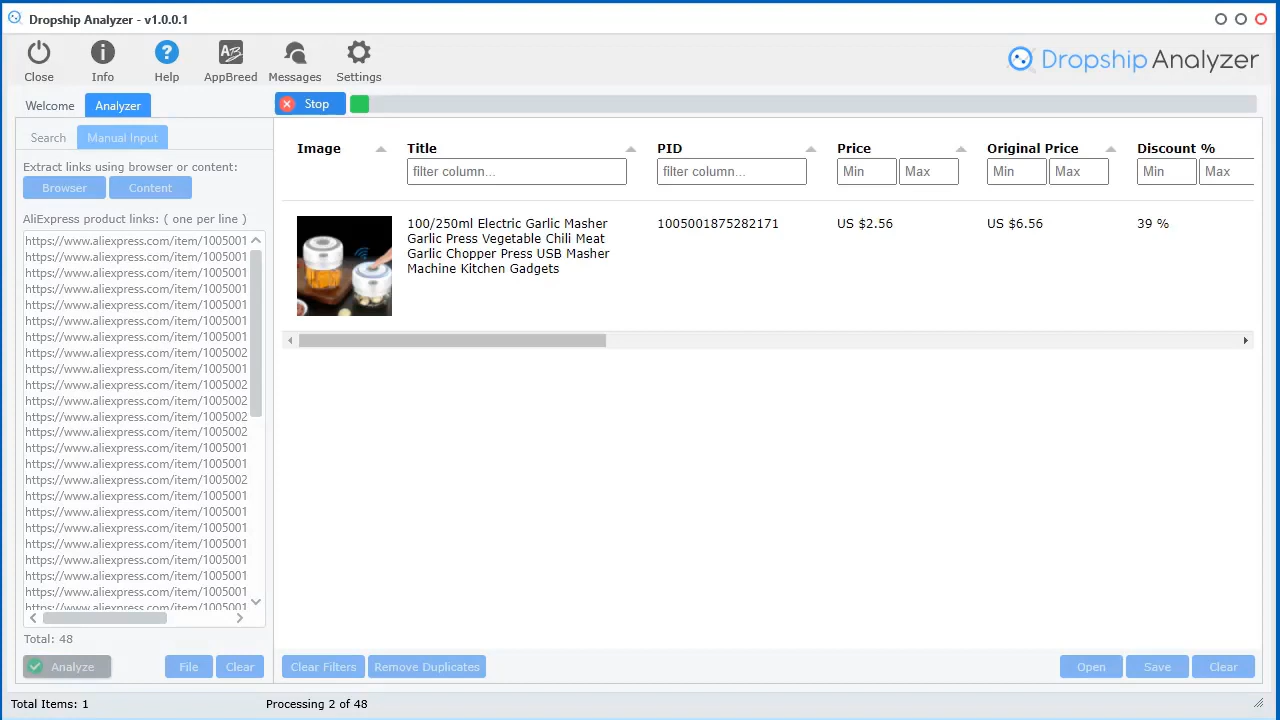 Dropship Analyzer - v1.0.0.1
Close
Info
Help
AppBreed
Messages
Settings
Dropship Analyzer
Welcome
Analyzer
Stop
Search
Manual Input
Extract links using browser or content:
Browser
Content
AliExpress product links: ( one per line )
https://www.aliexpress.com/item/1005001
https://www.aliexpress.com/item/1005001
https://www.aliexpress.com/item/1005001
https://www.aliexpress.com/item/1005001
https://www.aliexpress.com/item/1005001
https://www.aliexpress.com/item/1005001
https://www.aliexpress.com/item/1005001
https://www.aliexpress.com/item/1005002
https://www.aliexpress.com/item/1005001
https://www.aliexpress.com/item/1005002
https://www.aliexpress.com/item/1005002
https://www.aliexpress.com/item/1005002
https://www.aliexpress.com/item/1005002
https://www.aliexpress.com/item/1005001
https://www.aliexpress.com/item/1005001
https://www.aliexpress.com/item/1005002
https://www.aliexpress.com/item/1005001
https://www.aliexpress.com/item/1005001
https://www.aliexpress.com/item/1005001
https://www.aliexpress.com/item/1005001
https://www.aliexpress.com/item/1005001
https://www.aliexpress.com/item/1005001
https://www.aliexpress.com/item/1005001
https://www.aliexpress.com/item/1005001
Total: 48
Analyze
File
Clear
Image
Title
PID
Price
Original Price
Discount %
filter column...
filter column...
Min
Max
Min
Max
Min
Max
100/250ml Electric Garlic Masher
Garlic Press Vegetable Chili Meat
Garlic Chopper Press USB Masher
Machine Kitchen Gadgets
1005001875282171
US $2.56
US $6.56
39 %
Clear Filters
Remove Duplicates
Open
Save
Clear
Total Items: 1
Processing 2 of 48